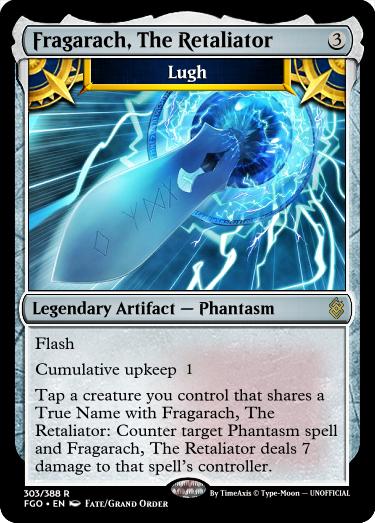 Fragarach, The Retaliator 3
Lugh
Legendary Artifact — Phantasm
Flash
Cumulative upkeep 1
Tap a creature you control that shares a
True Name with Fragarach, The
Retaliator: Counter target Phantasm spell
and Fragarach, The Retaliator deals 7
damage to that spell's controller.
303/388 R
FGO • EN Fate/Grand Order
By TimeAxis © Type-Moon — UNOFFICIAL